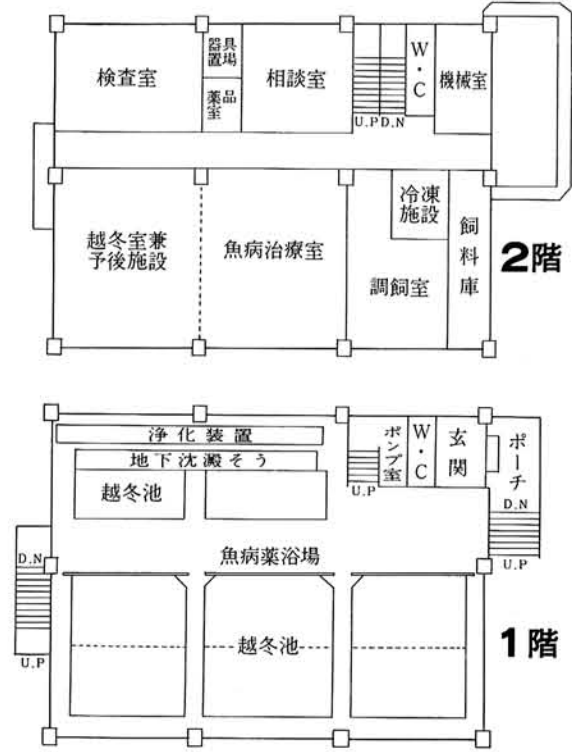 検査室
器具
置場
薬品
室
相談室
U.P D.N
W・C
機械室
越冬室兼
予後施設
魚病治療室
冷凍
施設
調飼室
飼料庫
2階
浄化装置
地下沈澱そう
越冬池
ポンプ室
U.P
W・C
玄関
ポーチ
D.N
U.P
魚病薬浴場
D.N
U.P
越冬池
1階